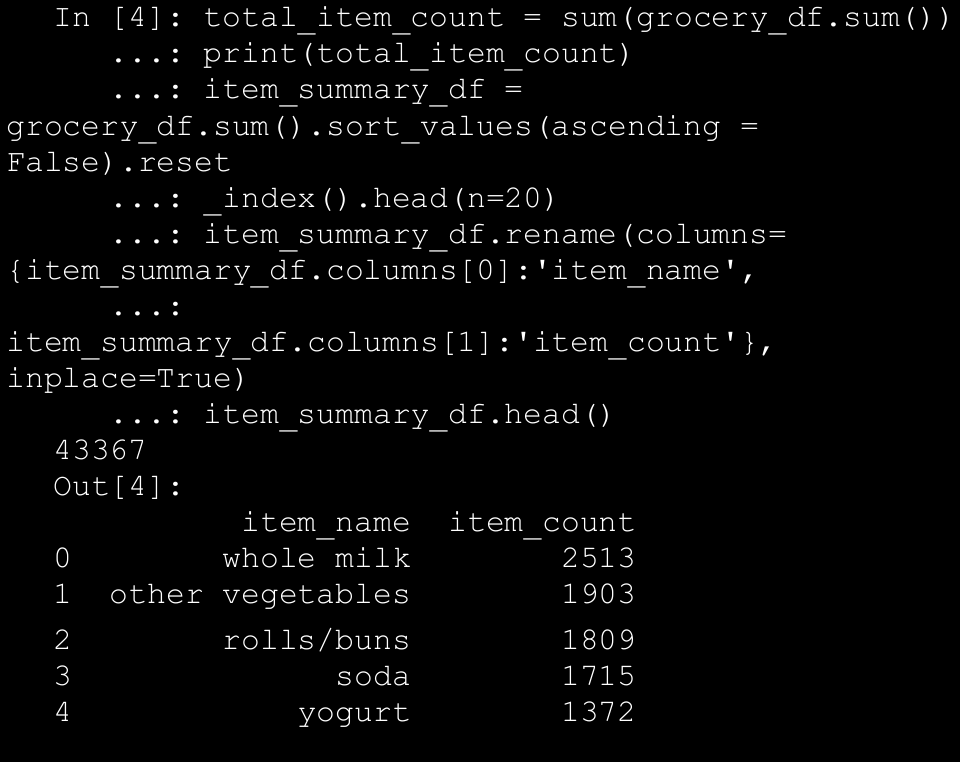 In [4]: total_item_count = sum(grocery_df.sum())
...: print(total_item_count)
...: item_summary_df =
grocery_df.sum().sort_values(ascending =
False).reset
...: _index().head(n=20)
...: item_summary_df.rename(columns=
{item_summary_df.columns[0]:'item_name',
...:
item_summary_df.columns[1]:'item_count'},
inplace=True)
...: item_summary_df.head()
43367
Out[4]:
item_name item_count
0 whole milk 2513
1 other vegetables 1903
2 rolls/buns 1809
3 soda 1715
4 yogurt 1372